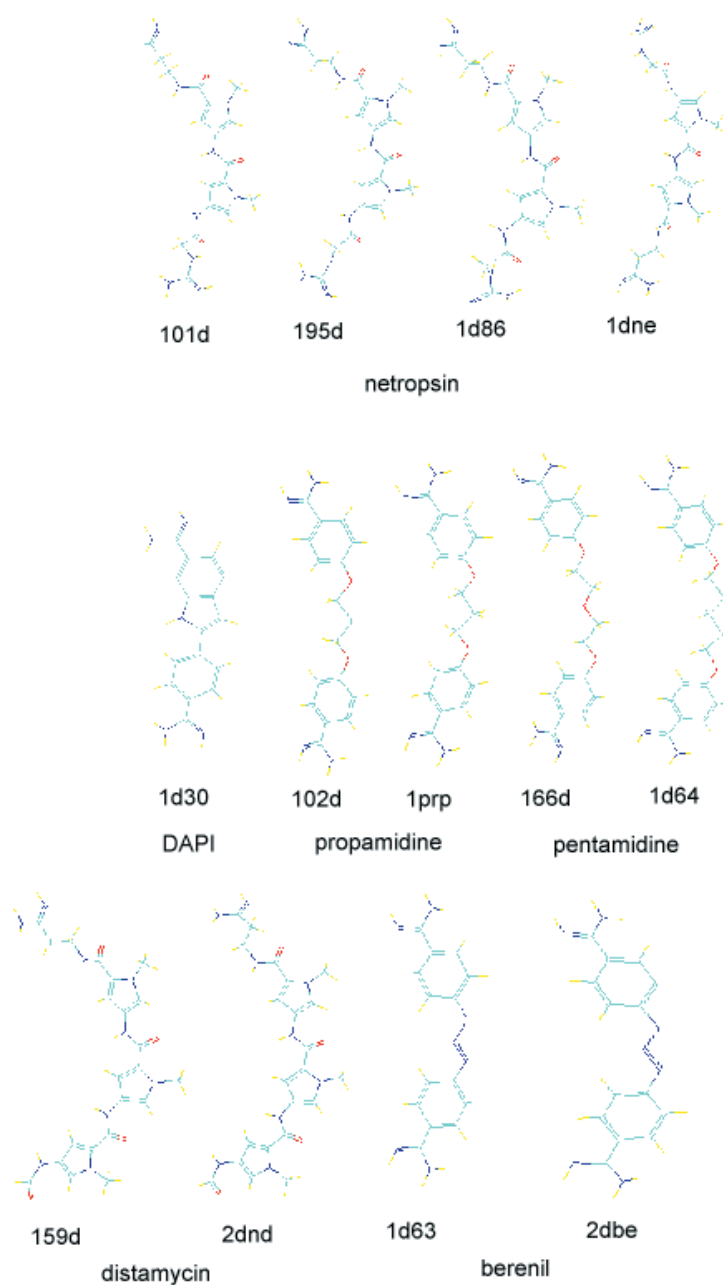 101d 195d 1d86 1dne
netropsin
1d30 102d 1prp 166d 1d64
DAPI propamidine pentamidine
159d 2dnd 1d63 2dbe
distamycin berenil